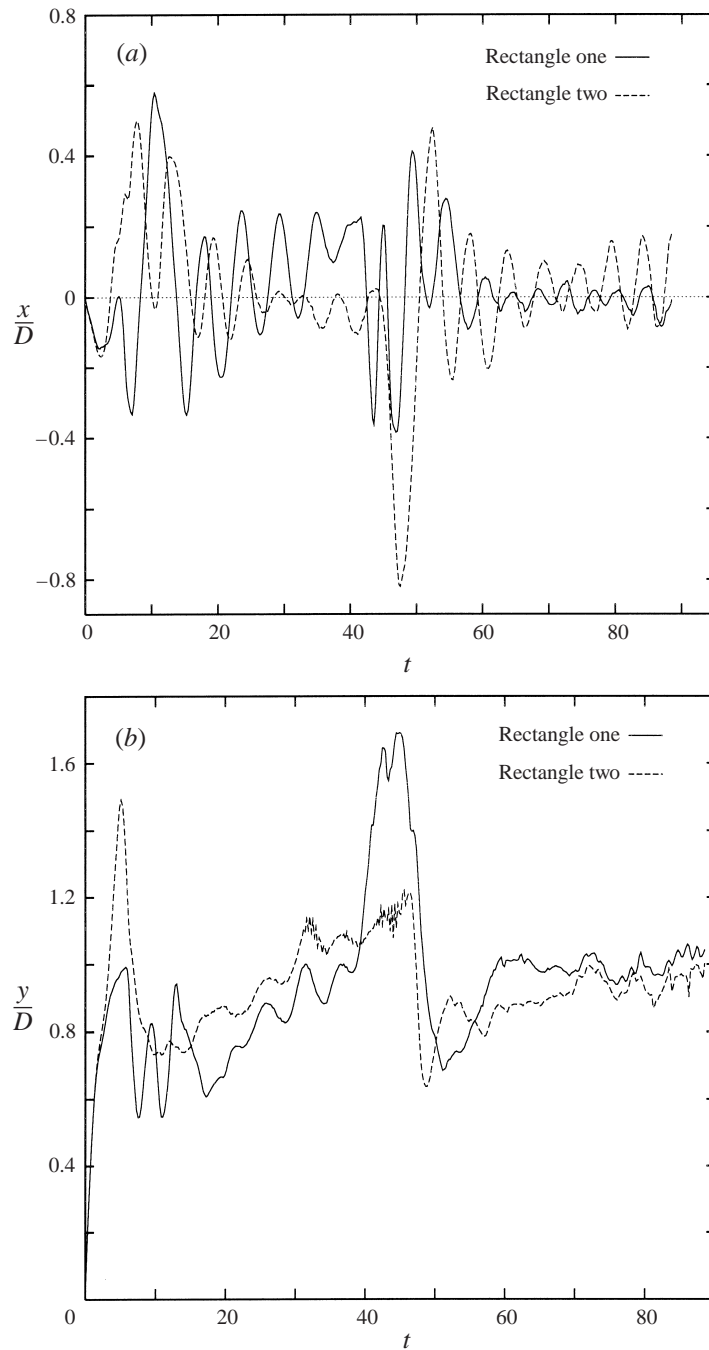 0.8
(a)
Rectangle one
Rectangle two
0.4
x/D
0
–0.4
–0.8
0 20 40 60 80
t
(b)
Rectangle one
Rectangle two
1.6
1.2
y/D
0.8
0.4
0 20 40 60 80
t